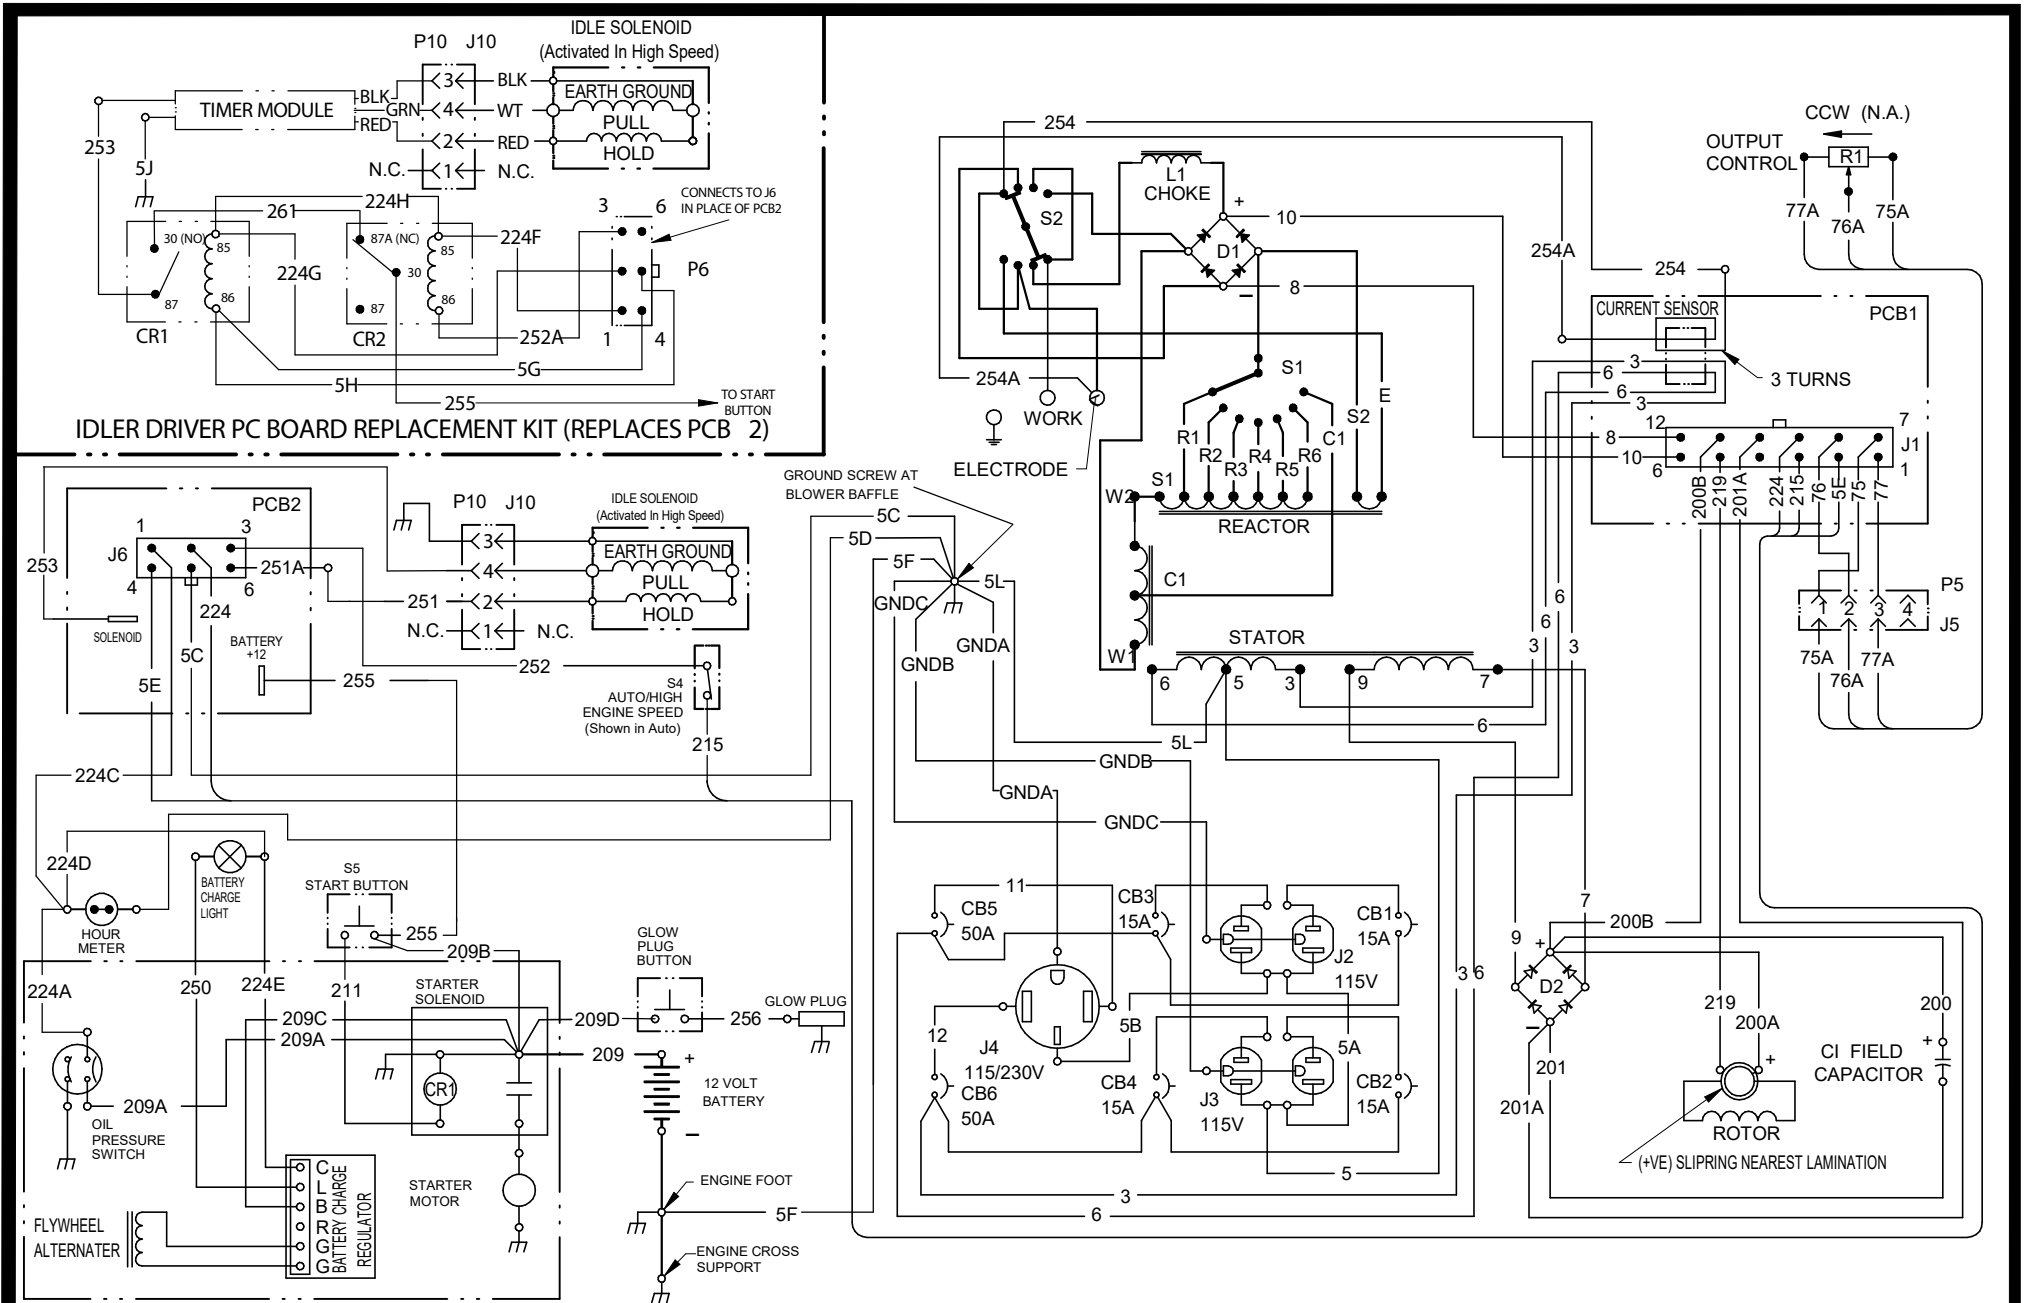 IDLE SOLENOID
(Activated In High Speed)
P10 J10
3 BLK
EARTH GROUND
TIMER MODULE
BLK
GRN
4 WT
PULL
RED
2 RED
HOLD
253
5J
N.C. 1 N.C.
224H
261
CONNECTS TO J6
IN PLACE OF PCB2
3 6
30 (NO)
85
87A (NC)
85
224F
224G
30
P6
87
86
87
86
CR1
CR2
252A
1 4
5G
5H
255
TO START
BUTTON
IDLER DRIVER PC BOARD REPLACEMENT KIT (REPLACES PCB 2)
254
L1
CHOKE
S2
+
10
D1
8
–
254A
254A
WORK
ELECTRODE
S1
R1
R2
R3
R4
R5
R6
C1
S2
E
S1
W2
REACTOR
C1
W1
CCW (N.A.)
OUTPUT
CONTROL
R1
77A
76A
75A
254
CURRENT SENSOR
PCB1
3
6
6
3
3 TURNS
12 7
8
J1
10
6 1
200B
219
201A
224
215
76
5E
75
77
P5
1 2 3 4
J5
75A
76A
77A
PCB2
1 3
J6
4 6
253
251A
224
SOLENOID
BATTERY
+12
5C
5E
255
P10 J10
IDLE SOLENOID
(Activated In High Speed)
3
EARTH GROUND
4
PULL
251
2
HOLD
N.C. 1 N.C.
252
S4
AUTO/HIGH
ENGINE SPEED
(Shown in Auto)
215
GROUND SCREW AT
BLOWER BAFFLE
5C
5D
5F
5L
GNDC
GNDB
GNDA
STATOR
6 5 3 9 7
6
6
3
3
6
5L
GNDB
GNDA
GNDC
224C
224D
BATTERY
CHARGE
LIGHT
HOUR
METER
S5
START BUTTON
255
209B
224A
250
224E
211
STARTER
SOLENOID
209C
209A
CR1
209A
OIL
PRESSURE
SWITCH
GLOW
PLUG
BUTTON
209D
256
GLOW PLUG
209
+
12 VOLT
BATTERY
–
C
L
B
R
G
G
BATTERY CHARGE
REGULATOR
FLYWHEEL
ALTERNATER
STARTER
MOTOR
ENGINE FOOT
5F
ENGINE CROSS
SUPPORT
11
CB5
50A
CB3
15A
CB1
15A
J2
115V
12
J4
115/230V
5B
5A
CB6
50A
CB4
15A
J3
115V
CB2
15A
5
3
6
3 6
9
7
+
200B
D2
–
201
201A
219
200A
200
+
+
CI FIELD
CAPACITOR
ROTOR
(+VE) SLIPRING NEAREST LAMINATION